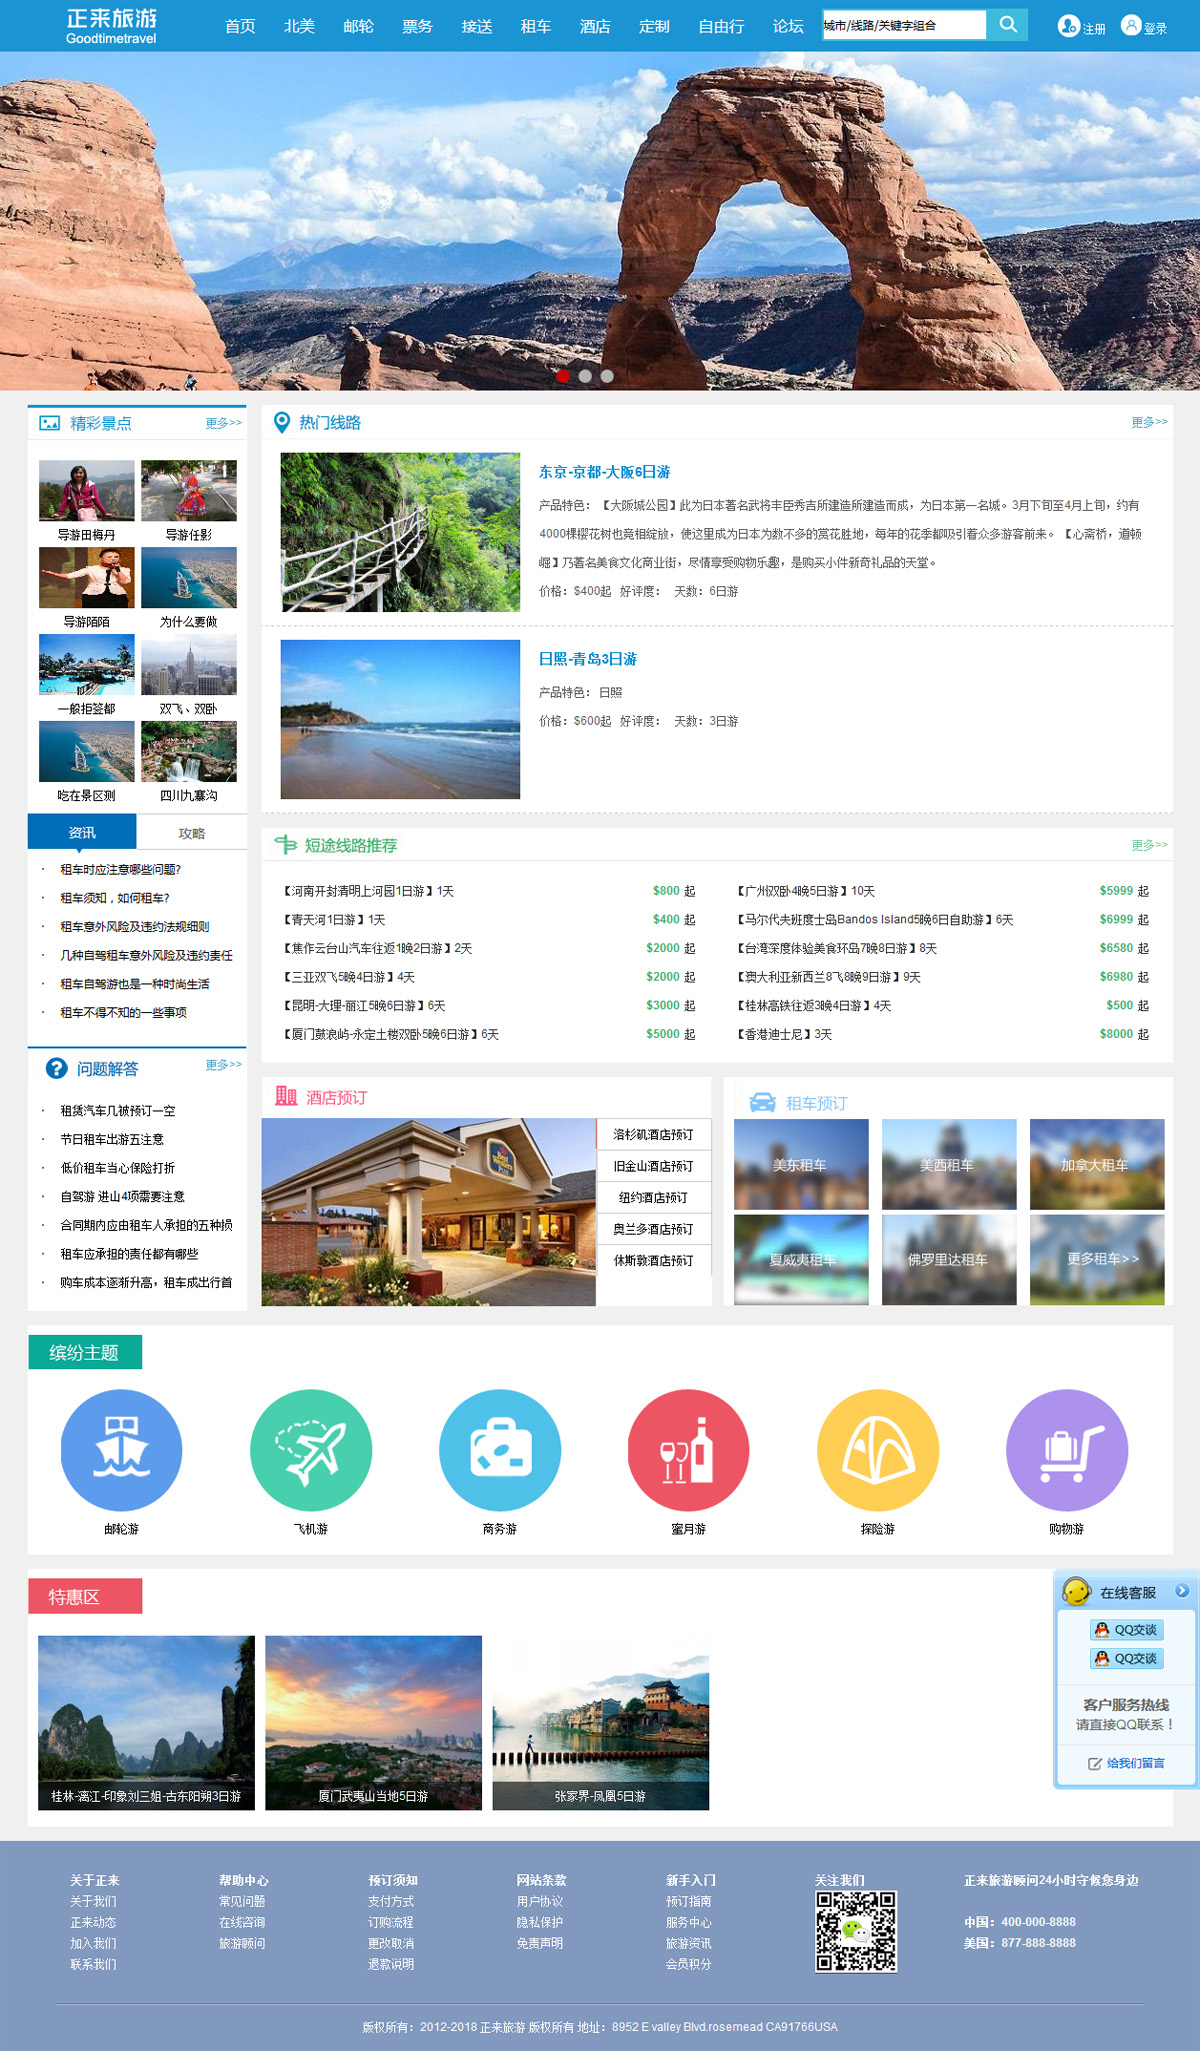 正来旅游
Goodtimetravel
首页 北美 邮轮 票务 接送 租车 酒店 定制 自由行 论坛
城市/线路/关键字组合
注册 登录
精彩景点 更多>>
导游田梅丹 导游任影
导游陌陌 为什么要做
一般拒签都 双飞、双卧
吃在景区测 四川九寨沟
资讯 攻略
· 租车时应注意哪些问题?
· 租车须知，如何租车?
· 租车意外风险及违约法规细则
· 几种自驾租车意外风险及违约责任
· 租车自驾游也是一种时尚生活
· 租车不得不知的一些事项
问题解答 更多>>
· 租赁汽车几被预订一空
· 节日租车出游五注意
· 低价租车当心保险打折
· 自驾游 进山4项需要注意
· 合同期内应由租车人承担的五种损
· 租车应承担的责任都有哪些
· 购车成本逐渐升高，租车成出行首
热门线路 更多>>
东京-京都-大阪6日游
产品特色：【大阪城公园】此为日本著名武将丰臣秀吉所建造所建造而成，为日本第一名城。3月下旬至4月上旬，约有
4000棵樱花树也竞相绽放，使这里成为日本为数不多的赏花胜地，每年的花季都吸引着众多游客前来。【心斋桥，道顿
崛】乃著名美食文化商业街，尽情享受购物乐趣，是购买小件新奇礼品的天堂。
价格：$400起 好评度： 天数：6日游
日照-青岛3日游
产品特色：日照
价格：$600起 好评度： 天数：3日游
短途线路推荐 更多>>
【河南开封清明上河园1日游】1天 $800 起
【青天河1日游】1天 $400 起
【焦作云台山汽车往返1晚2日游】2天 $2000 起
【三亚双飞5晚4日游】4天 $2000 起
【昆明-大理-丽江5晚6日游】6天 $3000 起
【厦门鼓浪屿-永定土楼双卧5晚6日游】6天 $5000 起
【广州双卧4晚5日游】10天 $5999 起
【马尔代夫班度士岛Bandos Island5晚6日自助游】6天 $6999 起
【台湾深度体验美食环岛7晚8日游】8天 $6580 起
【澳大利亚新西兰8飞8晚9日游】9天 $6980 起
【桂林高铁往返3晚4日游】4天 $500 起
【香港迪士尼】3天 $8000 起
酒店预订
Best Western PLUS
洛杉矶酒店预订
旧金山酒店预订
纽约酒店预订
奥兰多酒店预订
休斯敦酒店预订
租车预订
美东租车 美西租车 加拿大租车
夏威夷租车 佛罗里达租车 更多租车>>
缤纷主题
邮轮游 飞机游 商务游 蜜月游 探险游 购物游
特惠区
桂林-漓江-印象刘三姐-古东阳朔3日游
厦门武夷山当地5日游
张家界-凤凰5日游
在线客服
QQ交谈
QQ交谈
客户服务热线
请直接QQ联系！
给我们留言
关于正来
关于我们
正来动态
加入我们
联系我们
帮助中心
常见问题
在线咨询
旅游顾问
预订须知
支付方式
订购流程
更改取消
退款说明
网站条款
用户协议
隐私保护
免责声明
新手入门
预订指南
服务中心
旅游资讯
会员积分
关注我们
正来旅游顾问24小时守候您身边
中国：400-000-8888
美国：877-888-8888
版权所有：2012-2018 正来旅游 版权所有 地址：8952 E valley Blvd.rosemead CA91766USA